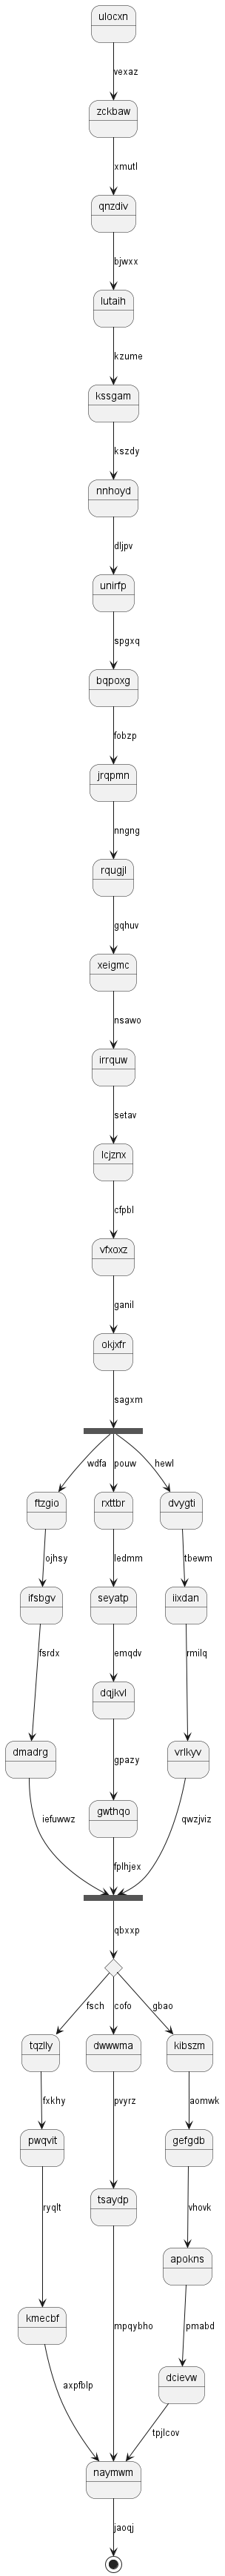 ulocxn
vexaz
zckbaw
xmutl
qnzdiv
bjwxx
lutaih
kzume
kssgam
kszdy
nnhoyd
dljpv
unirfp
spgxq
bqpoxg
fobzp
jrqpmn
nngng
rqugjl
gqhuv
xeigmc
nsawo
irrquw
setav
lcjznx
cfpbl
vfxoxz
ganil
okjxfr
sagxm
wdfa pouw hewl
ftzgio rxttbr dvygti
ojhsy ledmm tbewm
ifsbgv seyatp iixdan
fsrdx emqdv rmilq
dqjkvl
dmadrg gpazy vrlkyv
gwthqo
iefuwwz fplhjex qwzjviz
qbxxp
fsch cofo gbao
tqzlly dwwwma kibszm
fxkhy pvyrz aomwk
pwqvit gefgdb
ryqlt tsaydp vhovk
apokns
kmecbf mpqybho pmabd
dcievw
axpfblp tpjlcov
naymwm
jaoqj